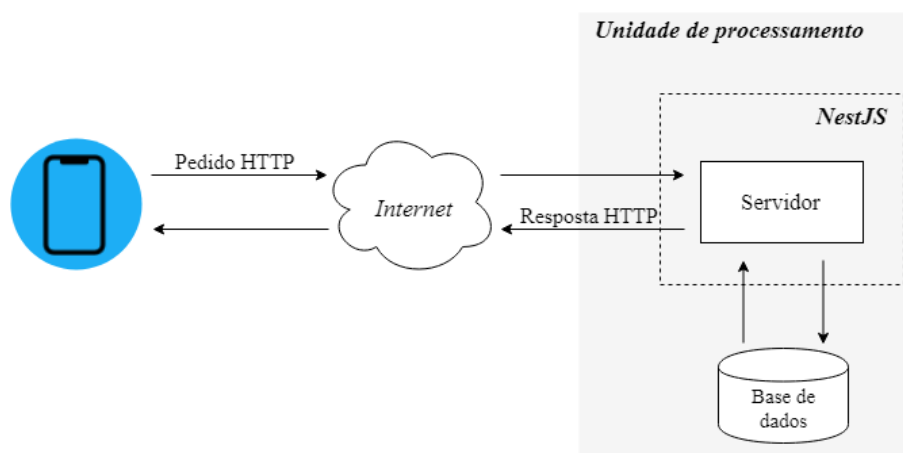 Unidade de processamento
NestJS
Pedido HTTP
Internet
Servidor
Resposta HTTP
Base de
dados